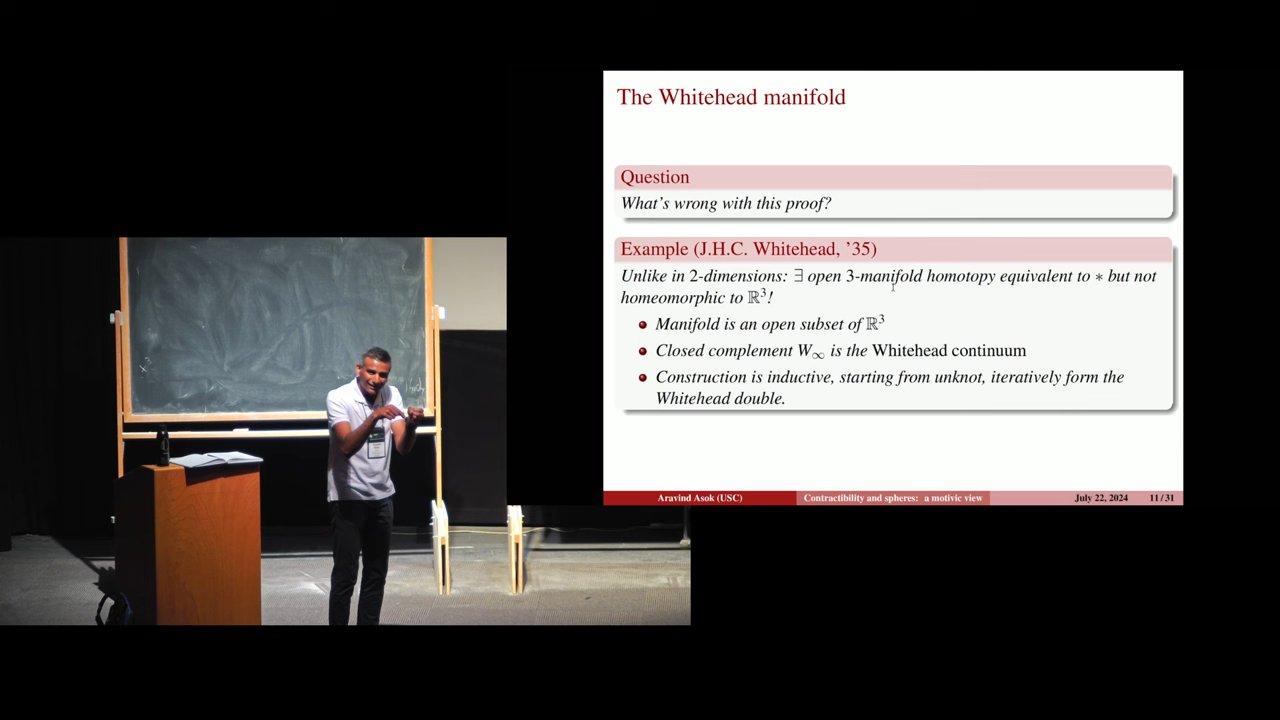 The Whitehead manifold
Question
What's wrong with this proof?
Example (J.H.C. Whitehead, '35)
Unlike in 2-dimensions: ∃ open 3-manifold homotopy equivalent to ∗ but not
homeomorphic to ℝ³!
Manifold is an open subset of ℝ³
Closed complement W∞ is the Whitehead continuum
Construction is inductive, starting from unknot, iteratively form the
Whitehead double.
Aravind Asok (USC) Contractibility and spheres: a motivic view July 22, 2024 11 / 31